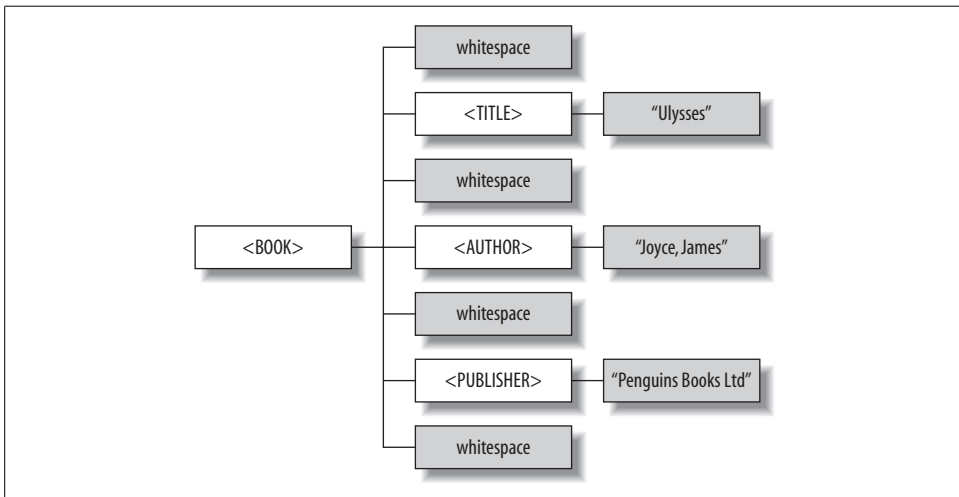 whitespace
<TITLE> “Ulysses”
whitespace
<BOOK> <AUTHOR> “Joyce, James”
whitespace
<PUBLISHER> “Penguins Books Ltd”
whitespace